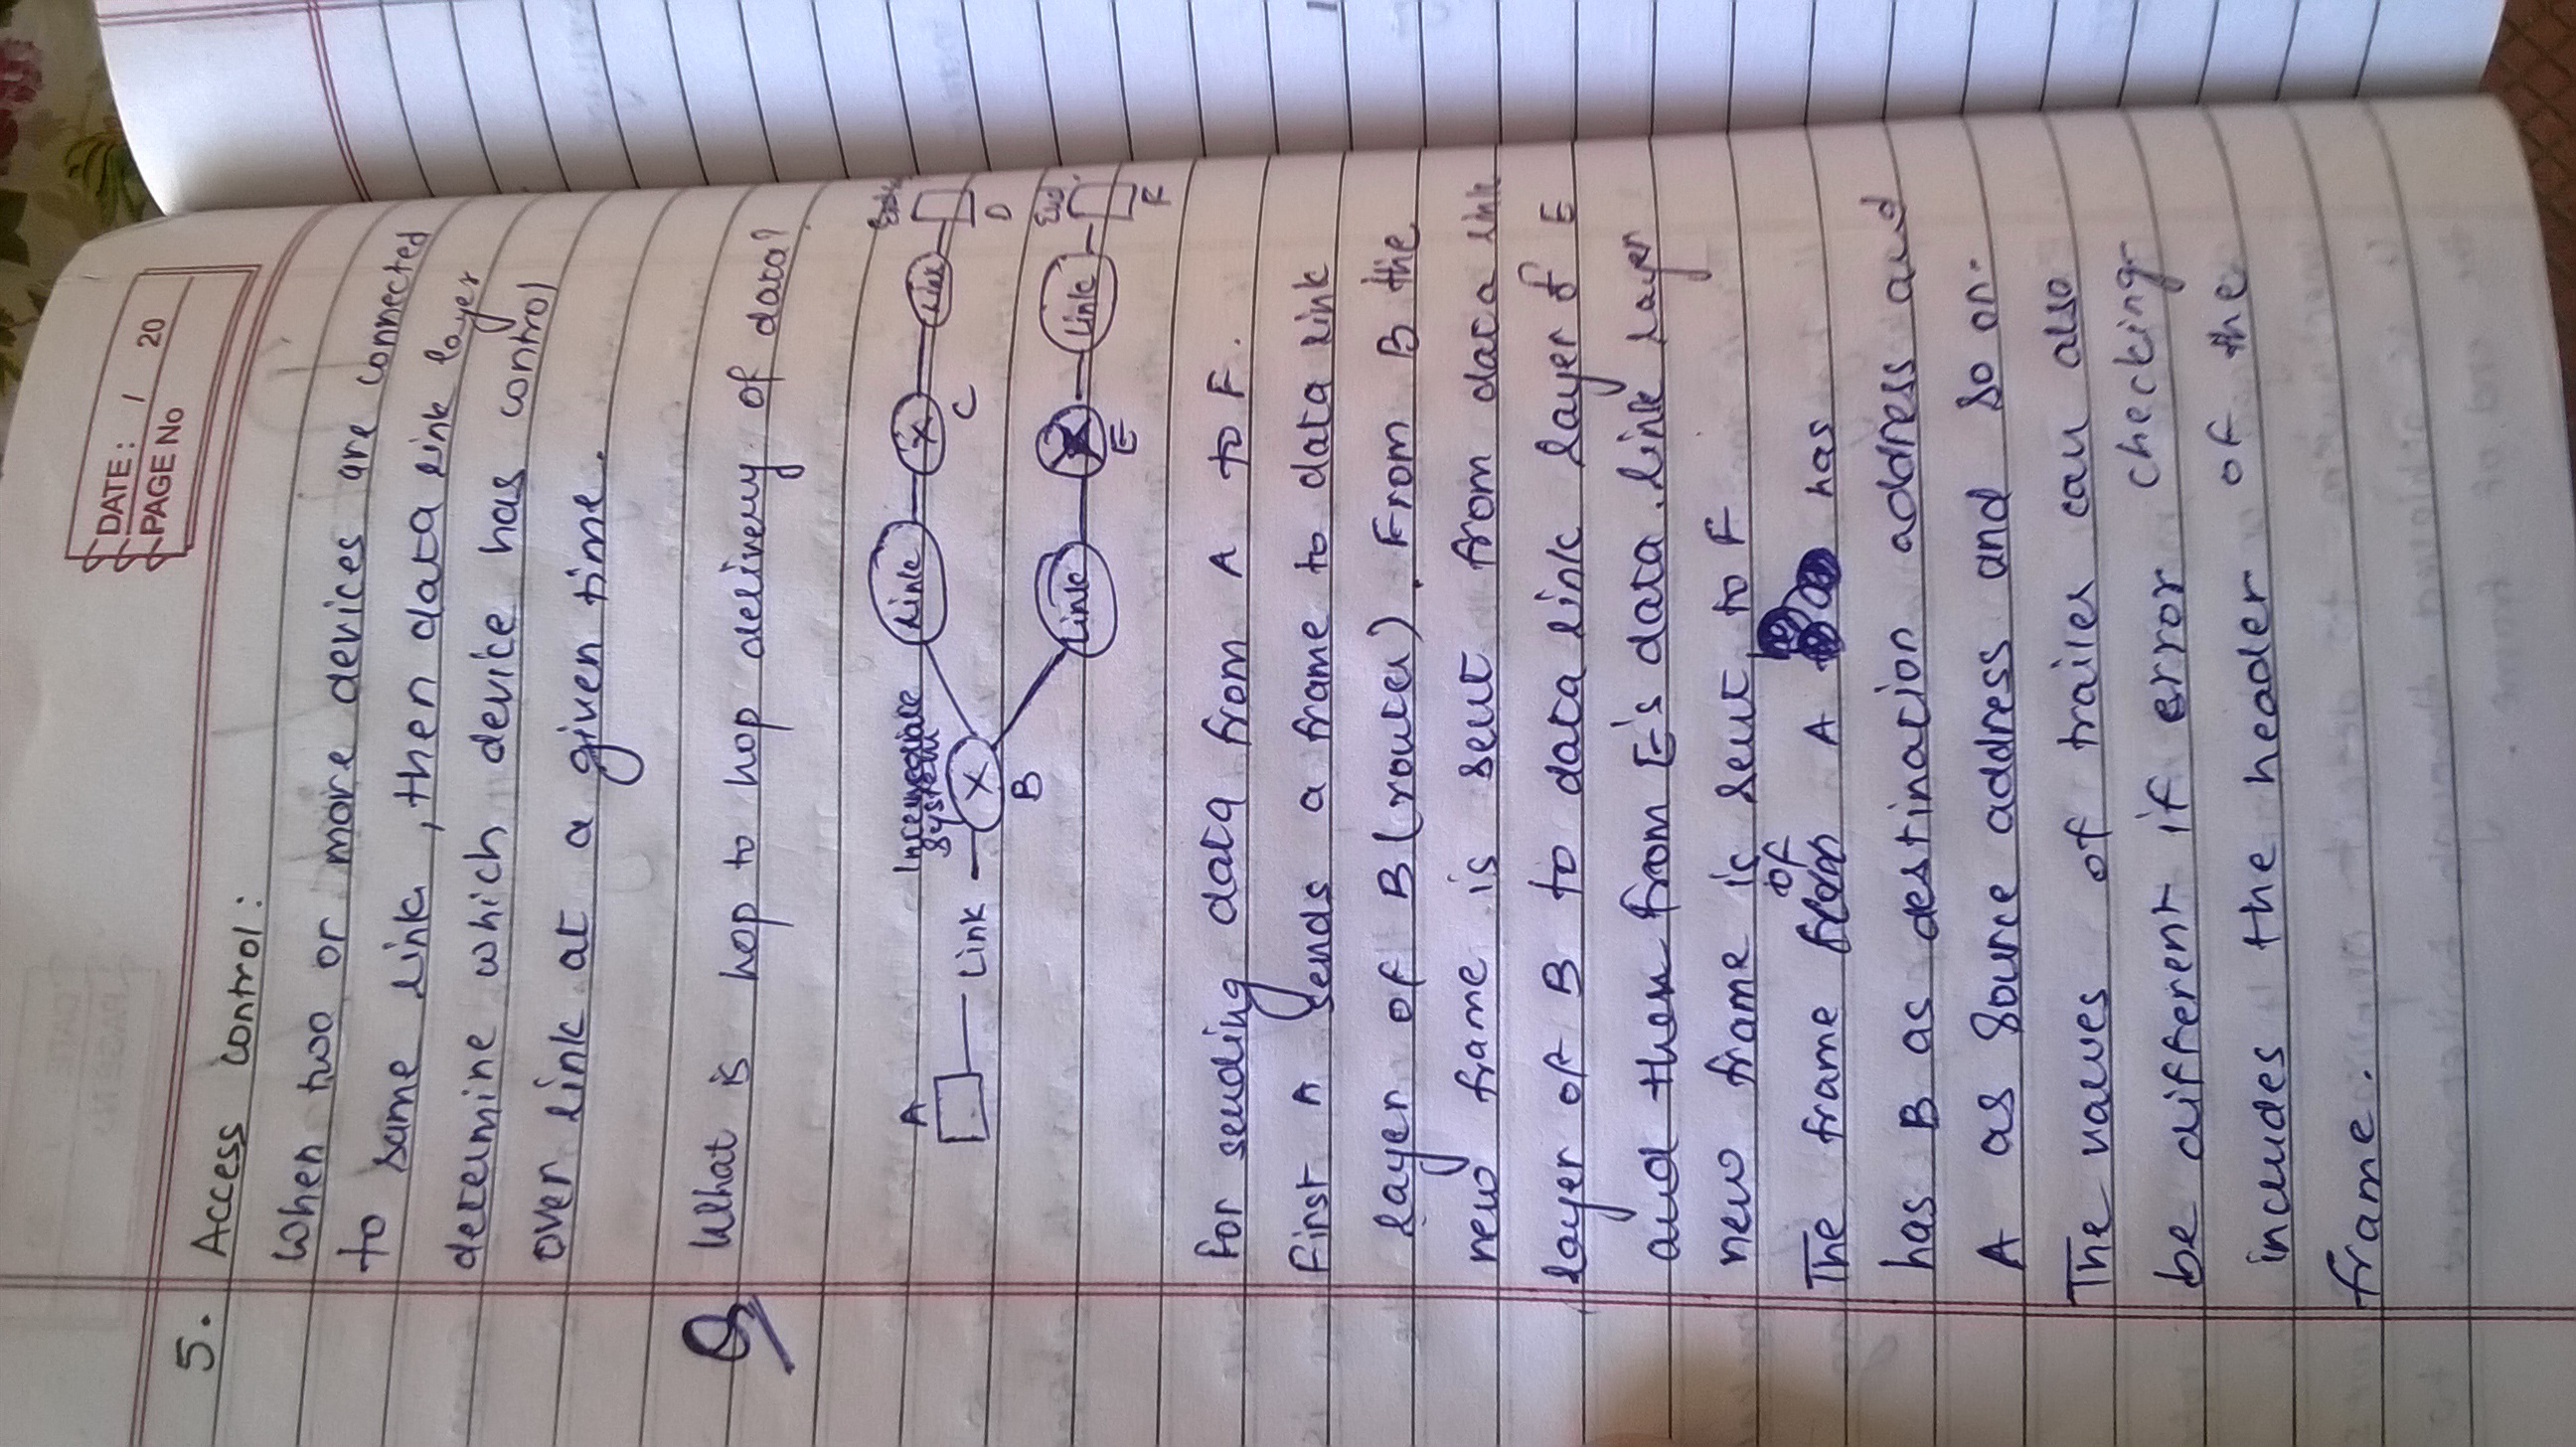 DATE: / 20
PAGE No
5. Access control:
When two or more devices are connected
to same link, then data link layer
determine which device has control
over link at a given time.
Q What is hop to hop delivery of data?
A
Intermediate
System
Link
X
B
Link
X
C
Link
D
Link
E
Link
End
F
For sending data from A to F.
First A sends a frame to data link
layer of B (router). From B the
new frame is sent from data link
layer of B to data link layer of E
and then from E's data link layer
new frame is sent to F
of
The frame A has
has B as destination address and
A as source address and so on.
The values of trailer can also
be different if error checking
includes the header of the
frame.